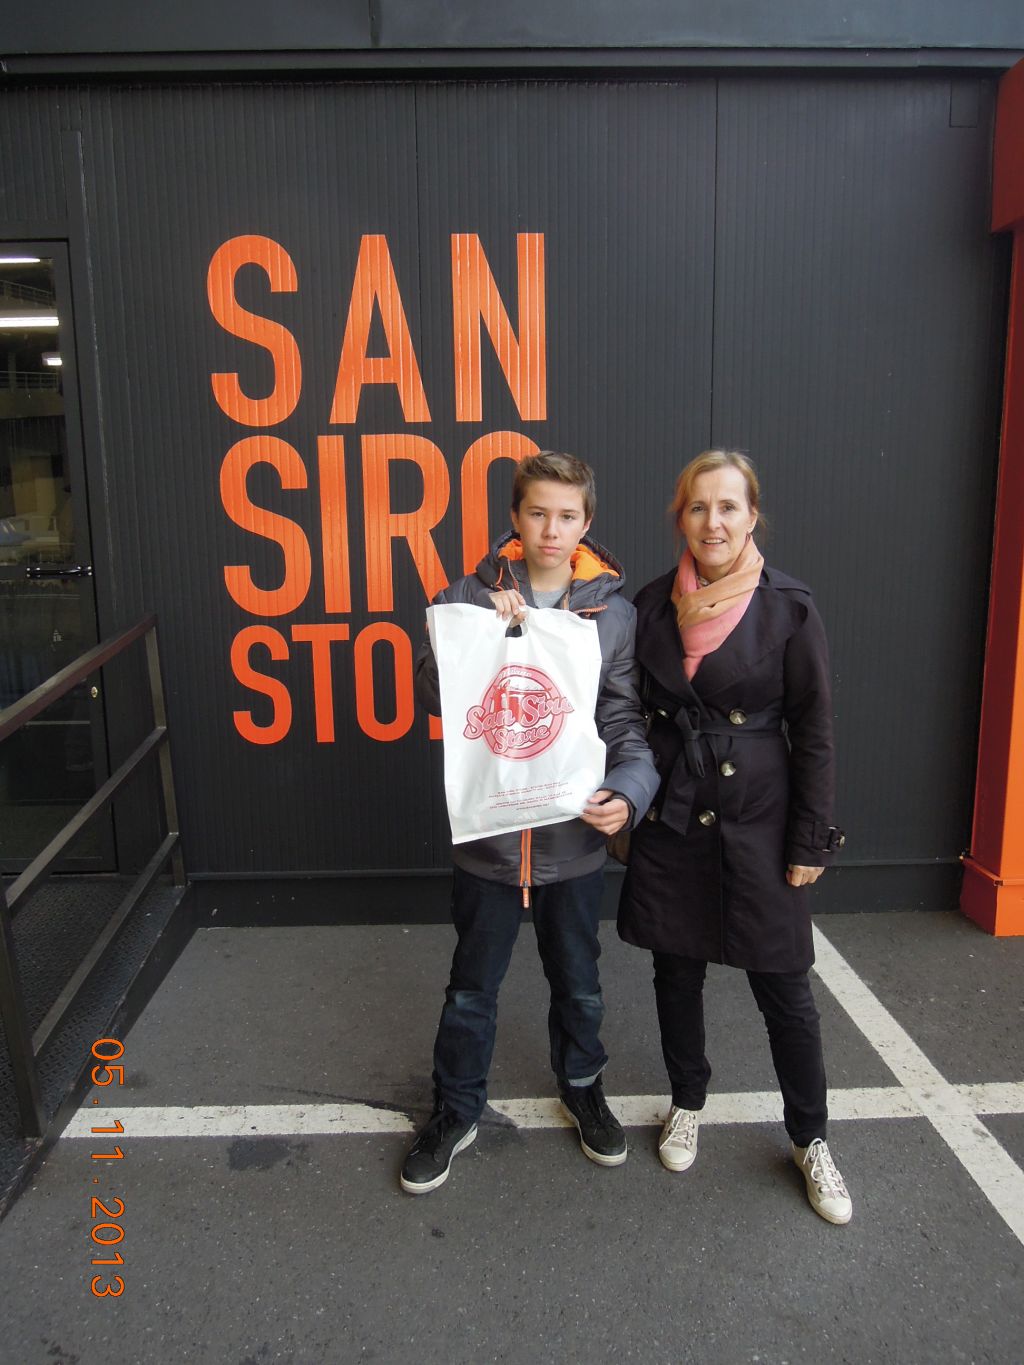 SAN
SIRO
STO
San Siro
Store
05.11.2013